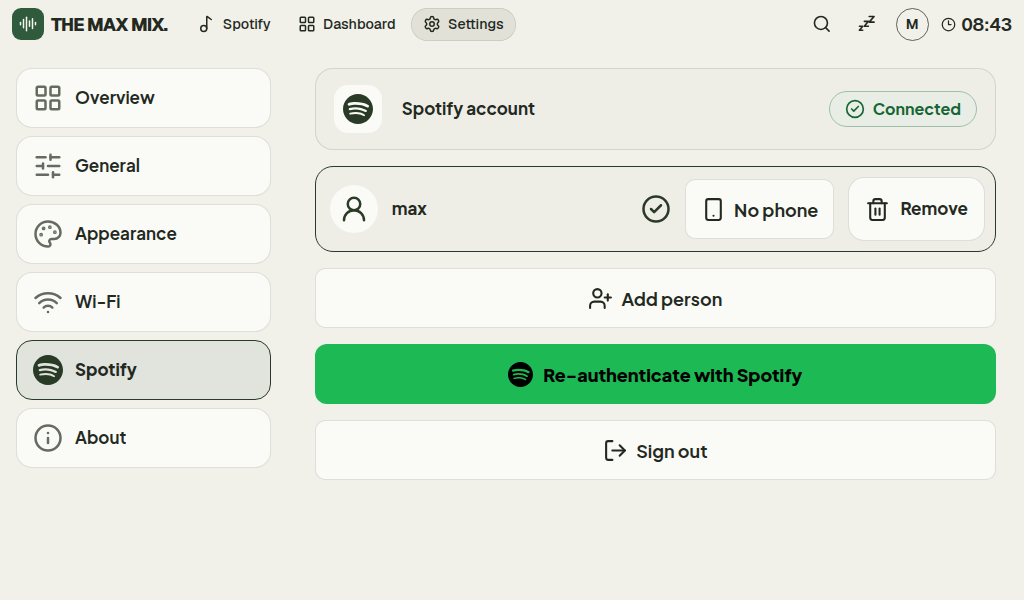 THE MAX MIX.
Spotify
Dashboard
Settings
M
08:43
Overview
General
Appearance
Wi-Fi
Spotify
About
Spotify account
Connected
max
No phone
Remove
Add person
Re-authenticate with Spotify
Sign out